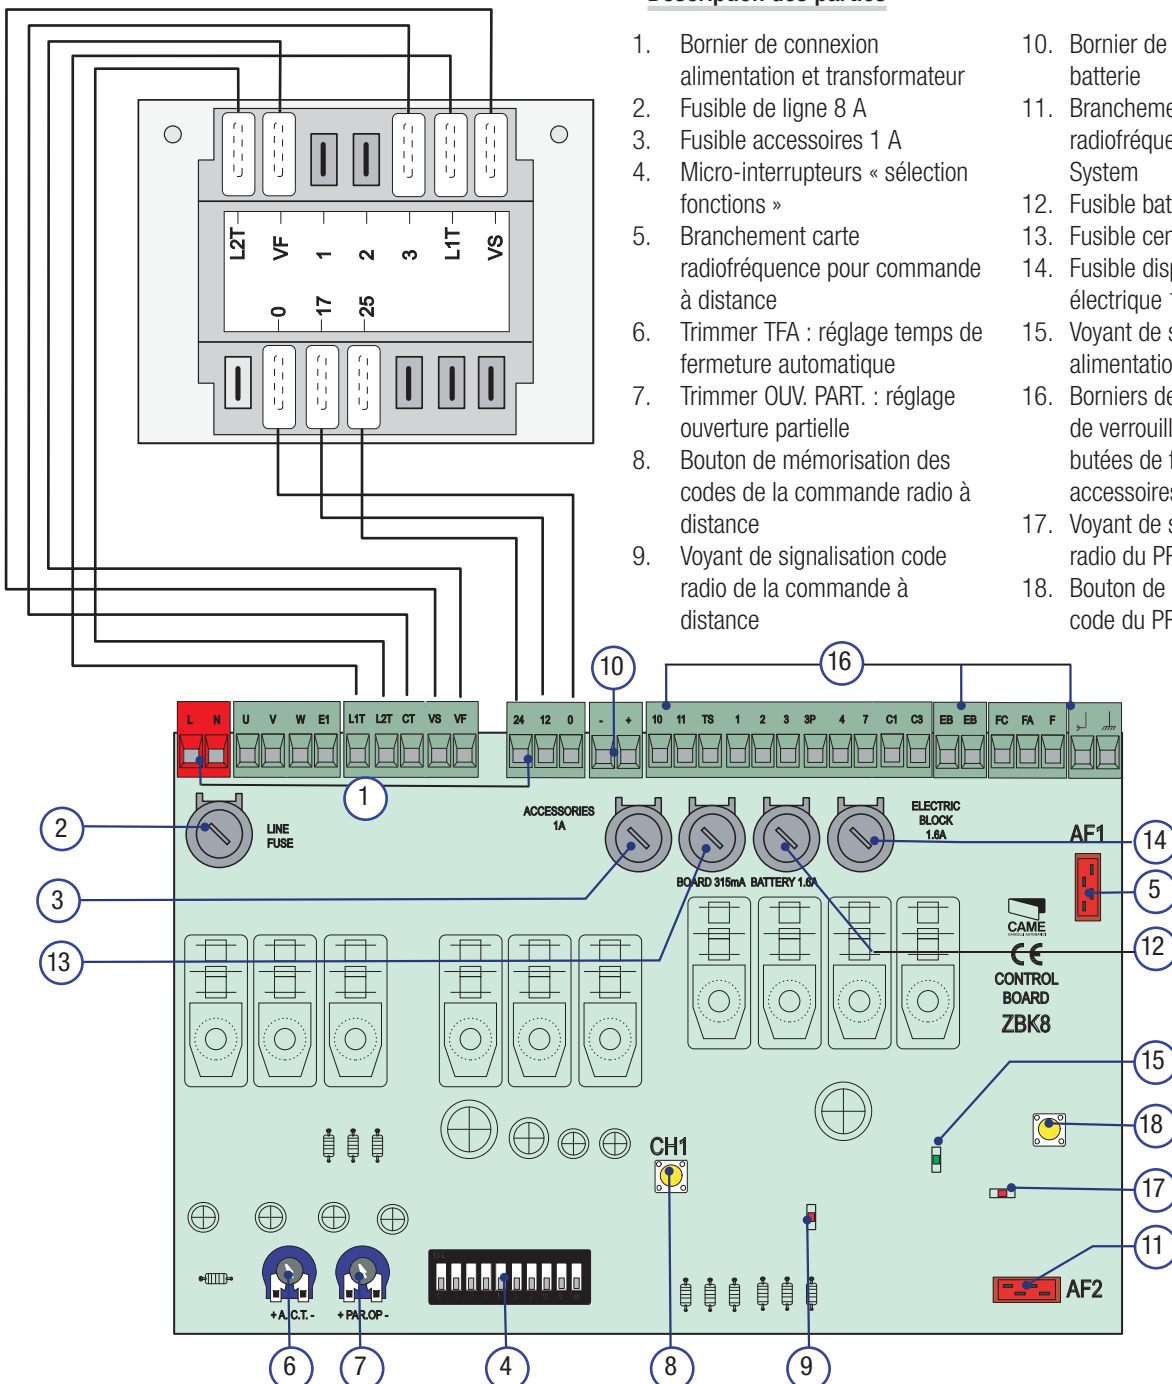 Description des parties
1. Bornier de connexion
alimentation et transformateur
2. Fusible de ligne 8 A
3. Fusible accessoires 1 A
4. Micro-interrupteurs « sélection
fonctions »
5. Branchement carte
radiofréquence pour commande
à distance
6. Trimmer TFA : réglage temps de
fermeture automatique
7. Trimmer OUV. PART. : réglage
ouverture partielle
8. Bouton de mémorisation des
codes de la commande radio à
distance
9. Voyant de signalisation code
radio de la commande à
distance
10. Bornier de
batterie
11. Brancheme
radiofréque
System
12. Fusible bat
13. Fusible cen
14. Fusible disp
électrique 1
15. Voyant de s
alimentatio
16. Borniers de
de verrouill
butées de f
accessoires
17. Voyant de s
radio du PR
18. Bouton de
code du PR
L2T VF 1 2 3 L1T VS
0 17 25
10 16
L N U V W E1 L1T L2T CT VS VF 24 12 0 - + 10 11 TS 1 2 3 3P 4 7 C1 C3 EB EB FC FA F
1
2
LINE
FUSE
ACCESSORIES
1A
ELECTRIC
BLOCK
1.6A
AF1
14
BOARD 315mA BATTERY 1.6A
3
5
CAME
13
12
CE
CONTROL
BOARD
ZBK8
15
18
CH1
17
11
AF2
+ A.C.T. - + PAR.OP -
6 7 4 8 9